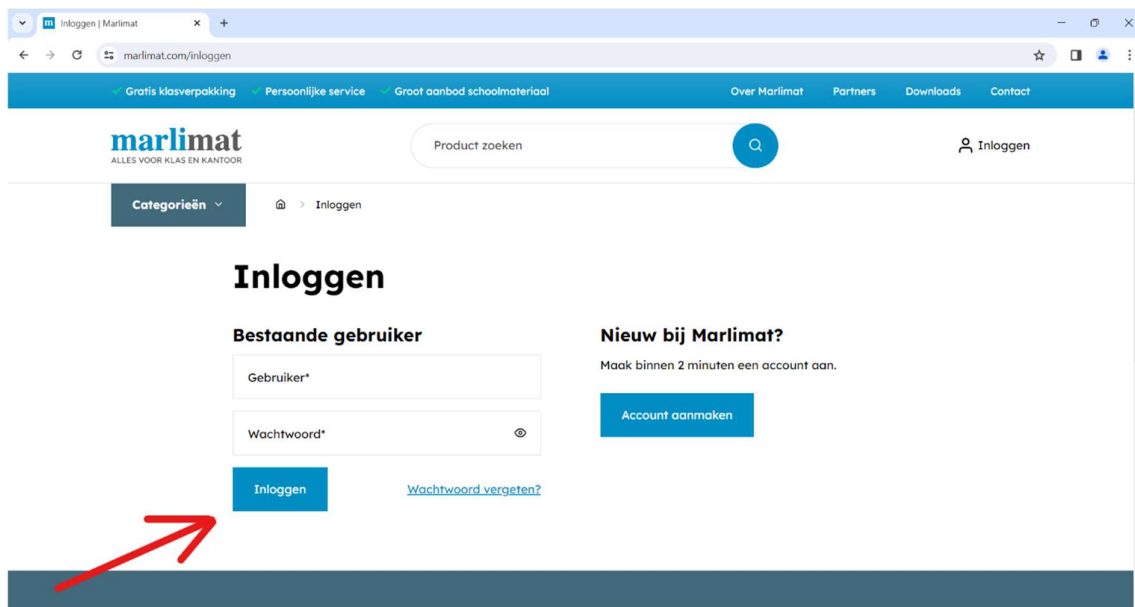 m Inloggen | Marlimat
marlimat.com/inloggen
Gratis klasverpakking Persoonlijke service Groot aanbod schoolmateriaal Over Marlimat Partners Downloads Contact
marlimat
ALLES VOOR KLAS EN KANTOOR
Product zoeken
Inloggen
Categorieën
Inloggen
Inloggen
Bestaande gebruiker
Gebruiker*
Wachtwoord*
Inloggen
Wachtwoord vergeten?
Nieuw bij Marlimat?
Maak binnen 2 minuten een account aan.
Account aanmaken